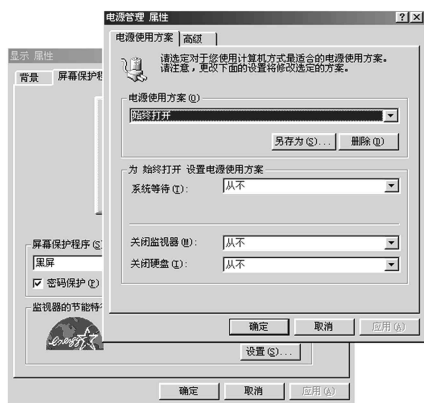 电源管理 属性
电源使用方案 高级
请选定对于您使用计算机方式最适合的电源使用方案。
请注意，更改下面的设置将修改选定的方案。
电源使用方案(O)
始终打开
另存为(S)... 删除(D)
为 始终打开 设置电源使用方案
系统等待(T): 从不
关闭监视器(M): 从不
关闭硬盘(I): 从不
确定 取消 应用(A)
显示 属性
背景 屏幕保护程
屏幕保护程序(S)
黑屏
密码保护(P)
监视器的节能特
energy
设置(S)...
确定 取消 应用(A)